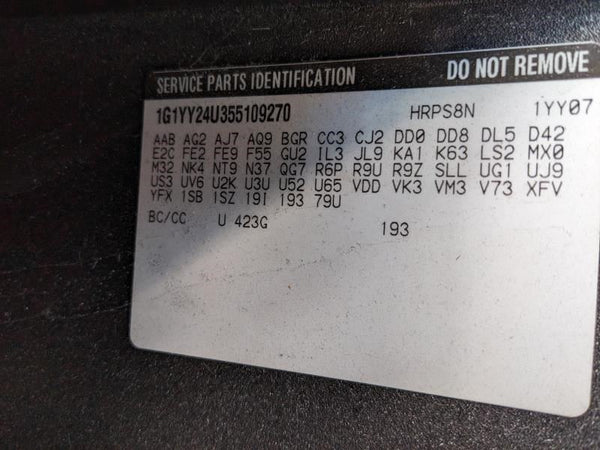 SERVICE PARTS IDENTIFICATION DO NOT REMOVE
1G1YY24U355109270 HRPS8N 1YY07
AAB AG2 AJ7 AQ9 BGR CC3 CJ2 DD0 DD8 DL5 D42
E2C FE2 FE9 F55 GU2 IL3 JL9 KA1 K63 LS2 MX0
M32 NK4 NT9 N37 QG7 R6P R9U R9Z SLL UG1 UJ9
US3 UV6 U2K U3U U52 U65 VDD VK3 VM3 V73 XFV
YFX 1SB 1SZ 19I 193 79U
BC/CC U 423G 193